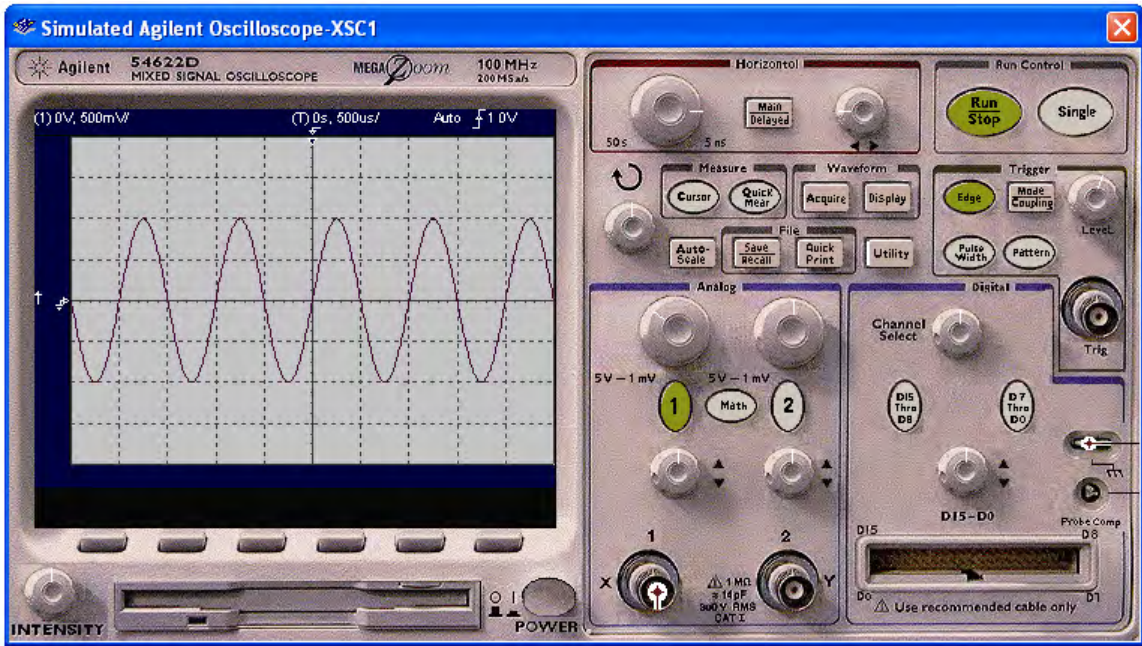 Simulated Agilent Oscilloscope-XSC1
Agilent 54622D
MIXED SIGNAL OSCILLOSCOPE
MEGA Zoom
100 MHz
200 MSa/s
(1) 0V, 500mV/ (T) 0s, 500us/ Auto 1 0V
Horizontal
50 s 5 ns
Main
Delayed
Run Control
Run
Stop
Single
Measure
Cursor
Quick
Mear
Waveform
Acquire Display
Trigger
Edge
Mode
Coupling
Level
Pulse
Width
Pattern
Trig
Auto-
Scale
File
Save
Recall
Quick
Print
Utility
Analog
5V – 1 mV 5V – 1 mV
1 Math 2
1 2
X Y
⚠ 1 MΩ
≈ 14 pF
300 V RMS
CAT I
Digital
Channel
Select
D15
Thru
D8
D7
Thru
D0
D15-D0
Probe Comp
D15 D8
D0 D7
⚠ Use recommended cable only
INTENSITY
POWER